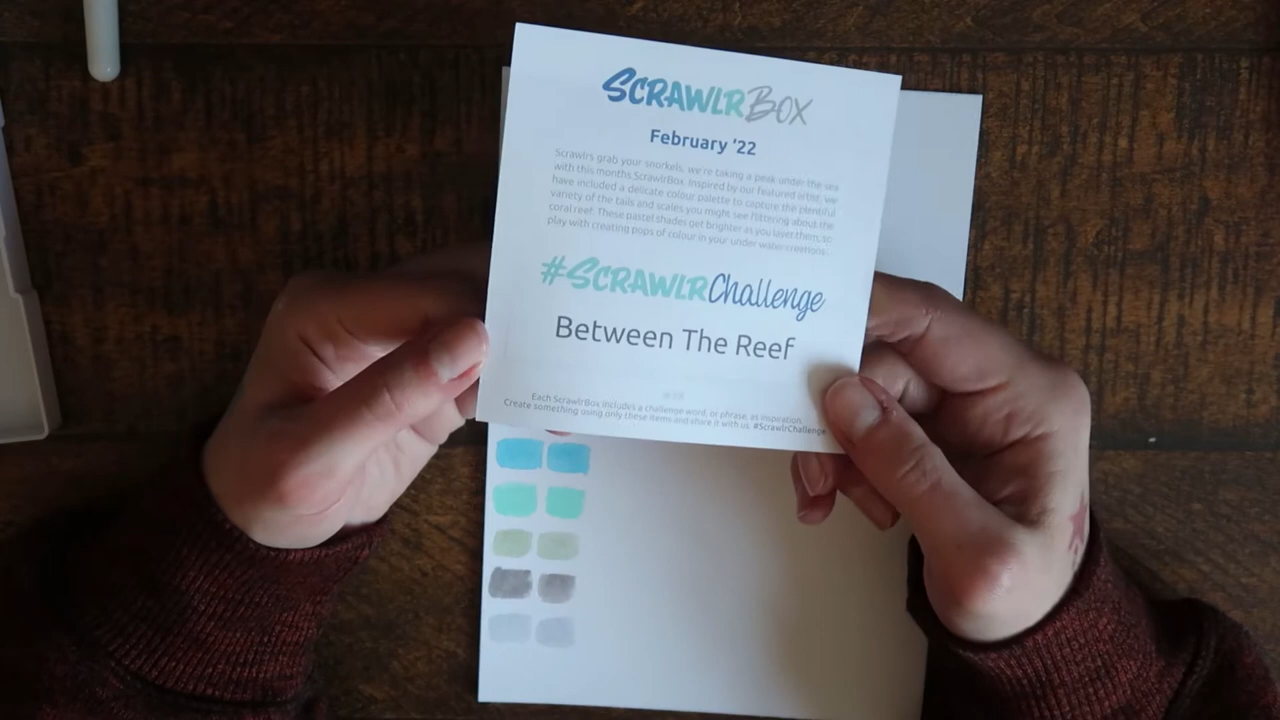 SCRAWLRBOX
February '22
Scrawlrs grab your snorkels, we're taking a peak under the sea
with this months ScrawlrBox. Inspired by our featured artist, we
have included a delicate colour palette to capture the plentiful
variety of the tails and scales you might see flittering about the
coral reef. These pastel shades get brighter as you layer them, so
play with creating pops of colour in your under water creations.
#SCRAWLRChallenge
Between The Reef
Each ScrawlrBox includes a challenge word, or phrase, as inspiration.
Create something using only these items and share it with us. #ScrawlrChallenge